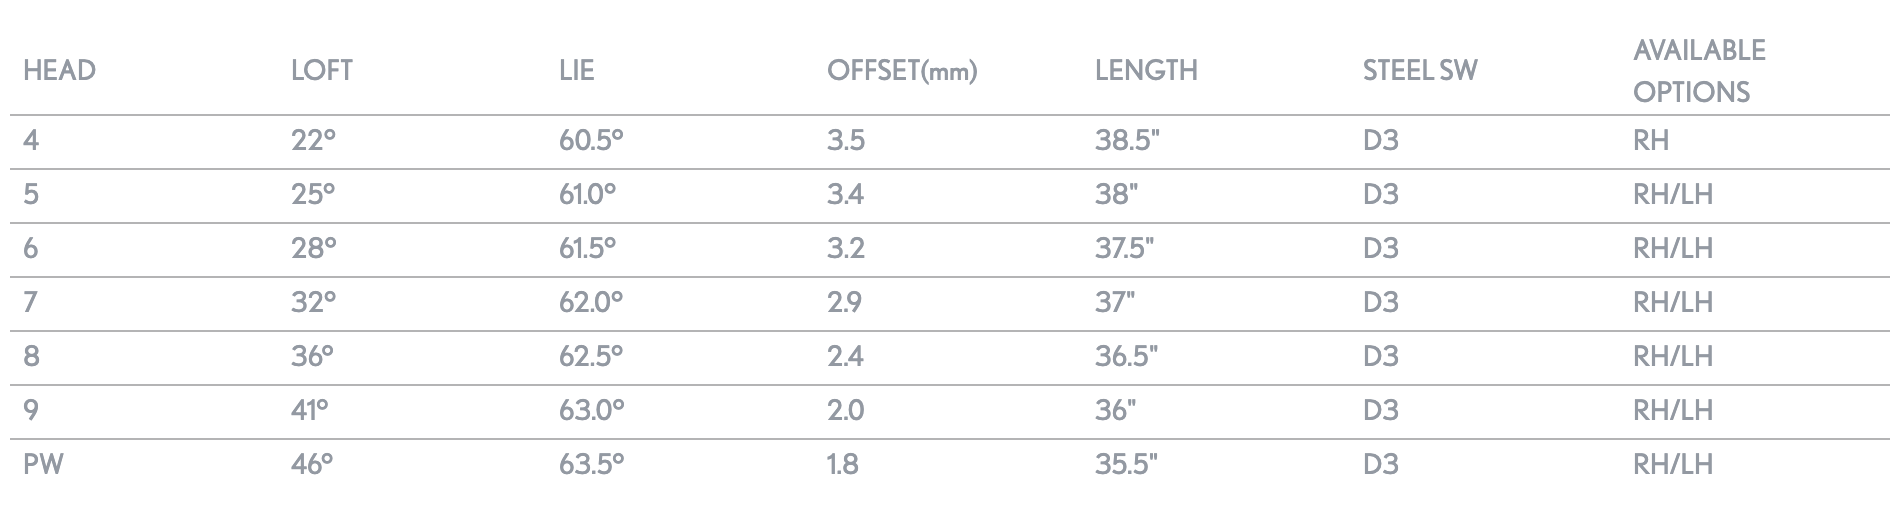 HEAD LOFT LIE OFFSET(mm) LENGTH STEEL SW AVAILABLE OPTIONS
4 22° 60.5° 3.5 38.5" D3 RH
5 25° 61.0° 3.4 38" D3 RH/LH
6 28° 61.5° 3.2 37.5" D3 RH/LH
7 32° 62.0° 2.9 37" D3 RH/LH
8 36° 62.5° 2.4 36.5" D3 RH/LH
9 41° 63.0° 2.0 36" D3 RH/LH
PW 46° 63.5° 1.8 35.5" D3 RH/LH